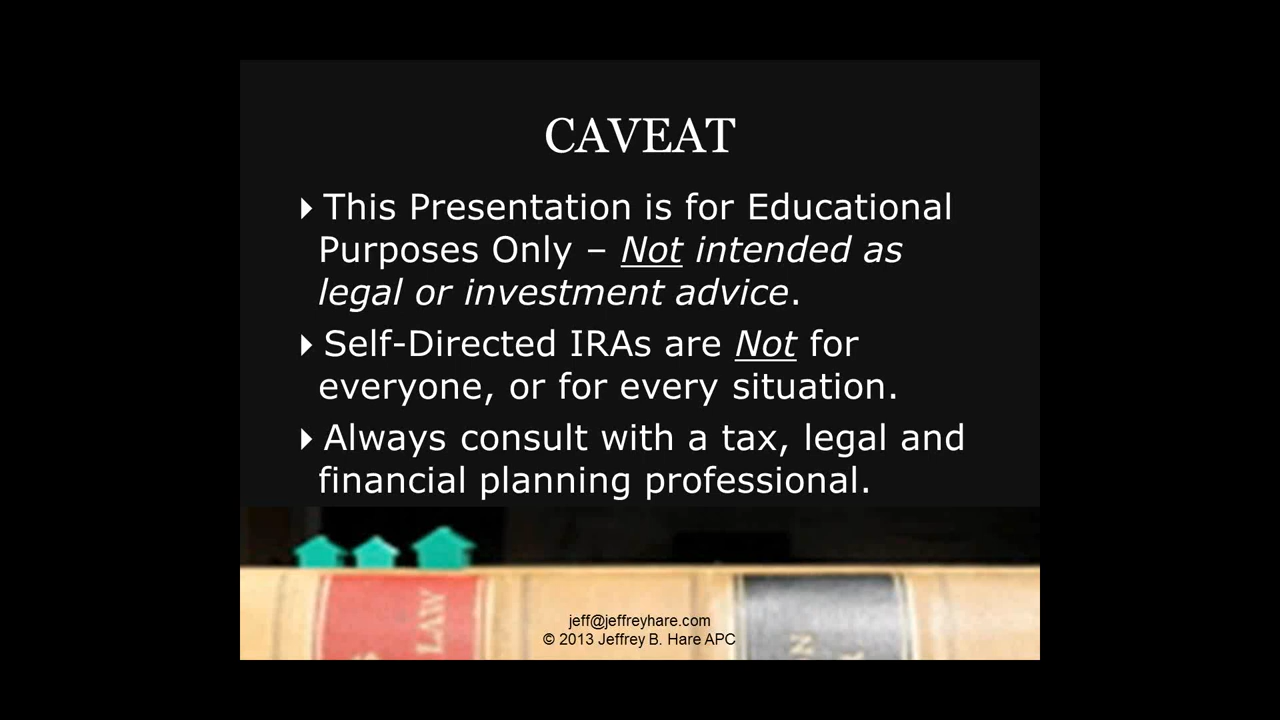 CAVEAT
This Presentation is for Educational
Purposes Only – Not intended as
legal or investment advice.
Self-Directed IRAs are Not for
everyone, or for every situation.
Always consult with a tax, legal and
financial planning professional.
LAW
jeff@jeffreyhare.com
© 2013 Jeffrey B. Hare APC